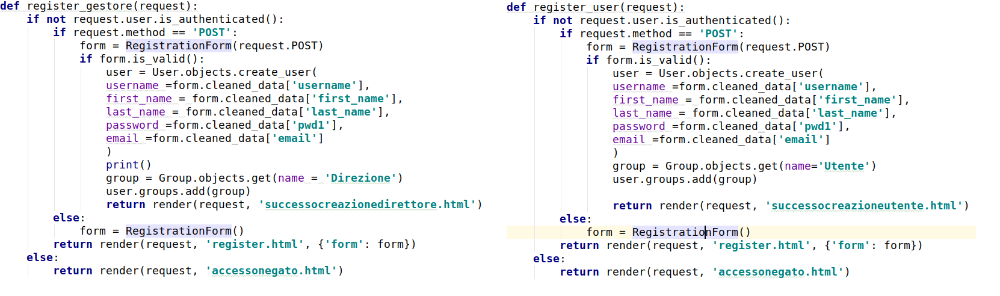 def register_gestore(request):
    if not request.user.is_authenticated():
        if request.method == 'POST':
            form = RegistrationForm(request.POST)
            if form.is_valid():
                user = User.objects.create_user(
                username =form.cleaned_data['username'],
                first_name = form.cleaned_data['first_name'],
                last_name = form.cleaned_data['last_name'],
                password =form.cleaned_data['pwd1'],
                email =form.cleaned_data['email']
                )
                print()
                group = Group.objects.get(name = 'Direzione')
                user.groups.add(group)
                return render(request, 'successocreazionedirettore.html')
        else:
            form = RegistrationForm()
        return render(request, 'register.html', {'form': form})
    else:
        return render(request, 'accessonegato.html')
def register_user(request):
    if not request.user.is_authenticated():
        if request.method == 'POST':
            form = RegistrationForm(request.POST)
            if form.is_valid():
                user = User.objects.create_user(
                username =form.cleaned_data['username'],
                first_name = form.cleaned_data['first_name'],
                last_name = form.cleaned_data['last_name'],
                password =form.cleaned_data['pwd1'],
                email =form.cleaned_data['email']
                )
                group = Group.objects.get(name='Utente')
                user.groups.add(group)
                return render(request, 'successocreazioneutente.html')
        else:
            form = RegistrationForm()
        return render(request, 'register.html', {'form': form})
    else:
        return render(request, 'accessonegato.html')